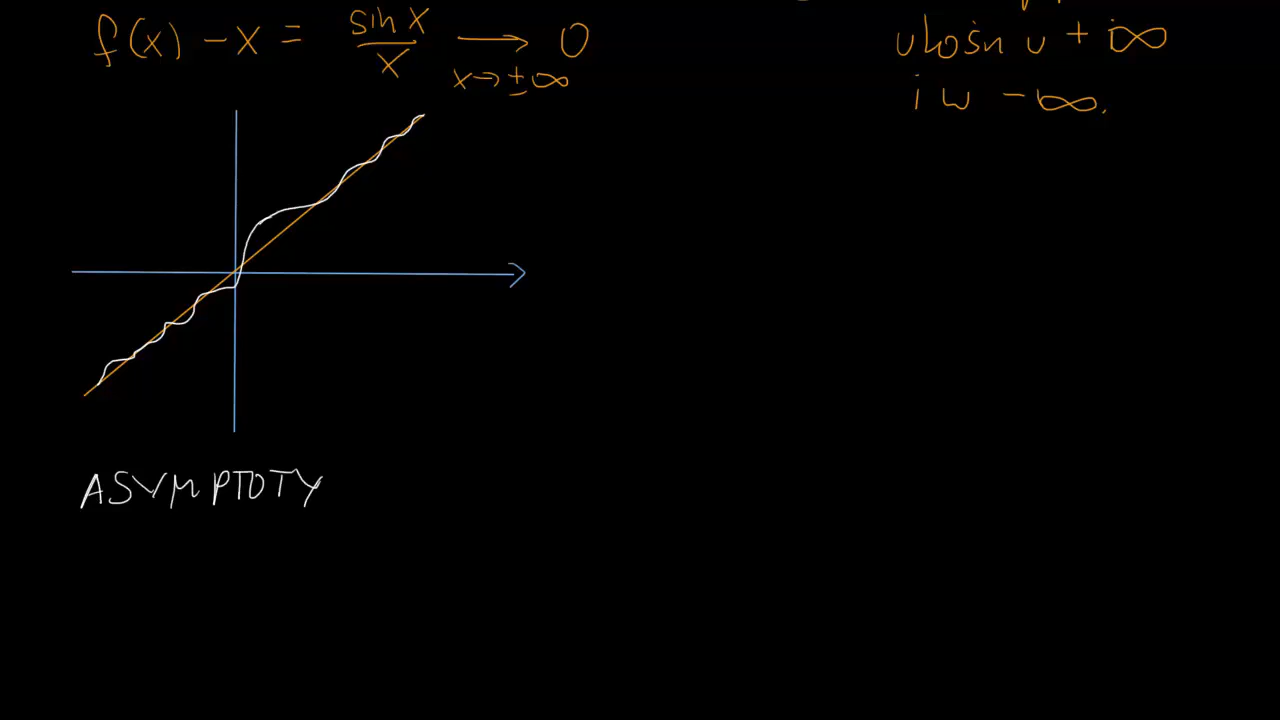 f(x) - x = sin x / x → 0
x → ± ∞
ukośn w + ∞
i w - ∞.
ASYMPTOTY